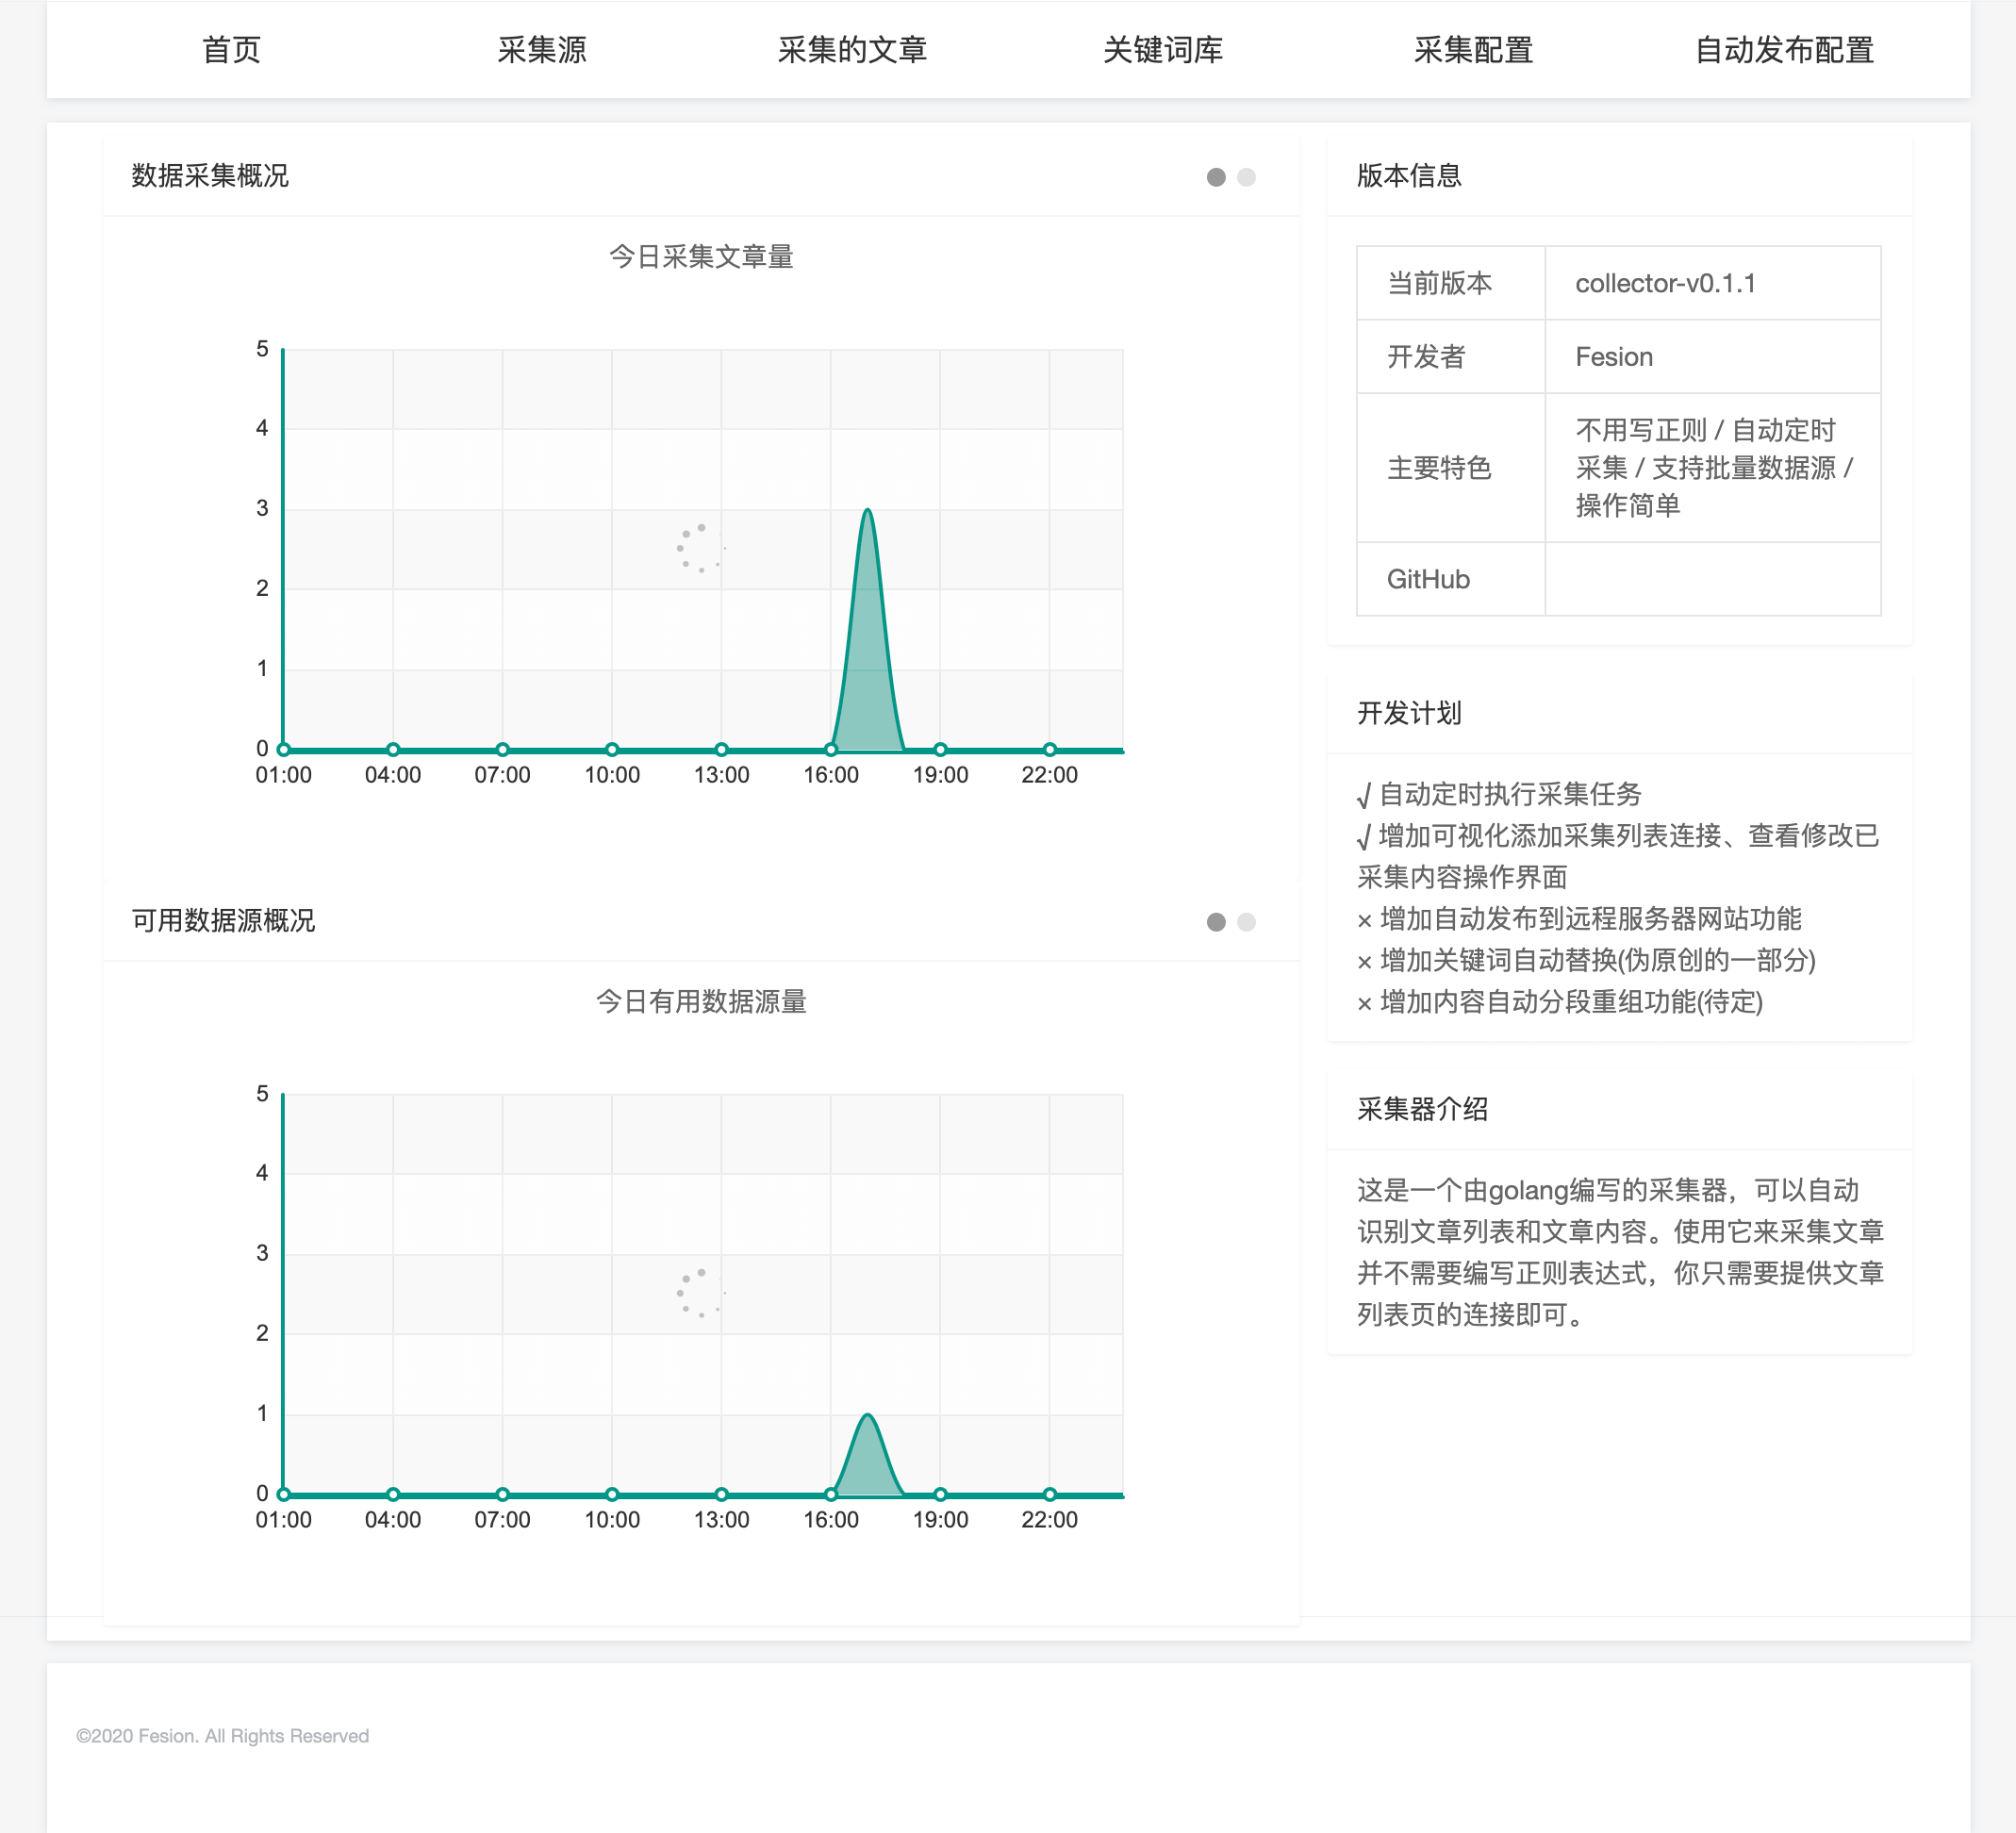 首页 采集源 采集的文章 关键词库 采集配置 自动发布配置
数据采集概况
今日采集文章量
5
4
3
2
1
0
01:00 04:00 07:00 10:00 13:00 16:00 19:00 22:00
可用数据源概况
今日有用数据源量
5
4
3
2
1
0
01:00 04:00 07:00 10:00 13:00 16:00 19:00 22:00
版本信息
当前版本 collector-v0.1.1
开发者 Fesion
主要特色 不用写正则 / 自动定时
采集 / 支持批量数据源 /
操作简单
GitHub
开发计划
√ 自动定时执行采集任务
√ 增加可视化添加采集列表连接、查看修改已
采集内容操作界面
× 增加自动发布到远程服务器网站功能
× 增加关键词自动替换(伪原创的一部分)
× 增加内容自动分段重组功能(待定)
采集器介绍
这是一个由golang编写的采集器，可以自动
识别文章列表和文章内容。使用它来采集文章
并不需要编写正则表达式，你只需要提供文章
列表页的连接即可。
©2020 Fesion. All Rights Reserved